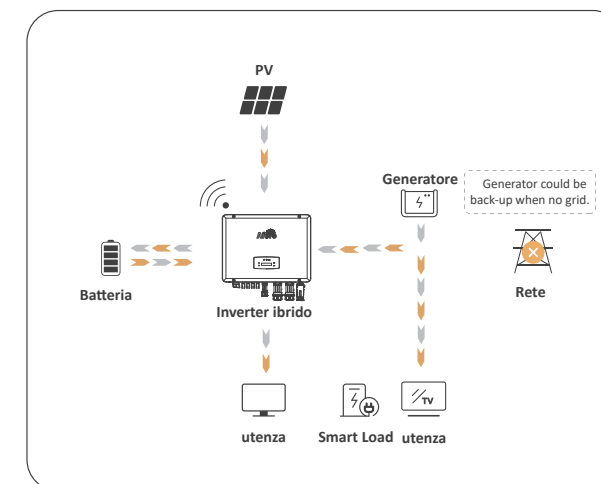 PV
Generatore
Generator could be
back-up when no grid.
Batteria
Inverter ibrido
Rete
TV
utenza
Smart Load
utenza